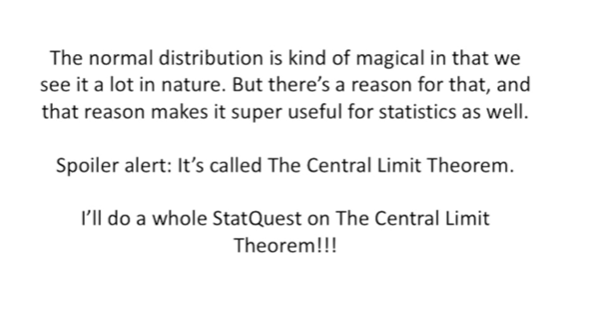 The normal distribution is kind of magical in that we
see it a lot in nature. But there’s a reason for that, and
that reason makes it super useful for statistics as well.
Spoiler alert: It’s called The Central Limit Theorem.
I’ll do a whole StatQuest on The Central Limit
Theorem!!!